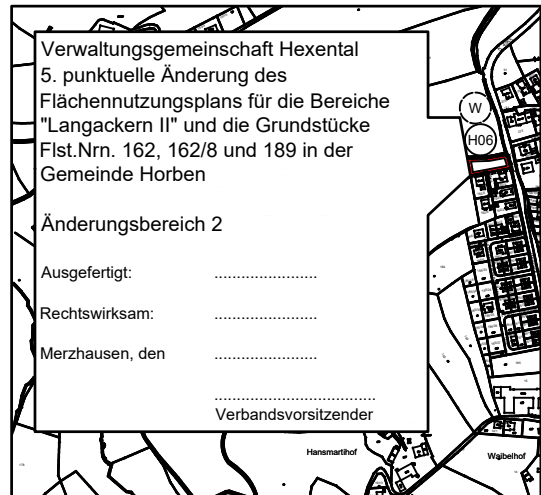 Verwaltungsgemeinschaft Hexental
5. punktuelle Änderung des
Flächennutzungsplans für die Bereiche
"Langackern II" und die Grundstücke
Flst.Nrn. 162, 162/8 und 189 in der
Gemeinde Horben
Änderungsbereich 2
Ausgefertigt: .......................
Rechtswirksam: .......................
Merzhausen, den .......................
....................................
Verbandsvorsitzender
W
H06
Hansmartihof
Waibelhof